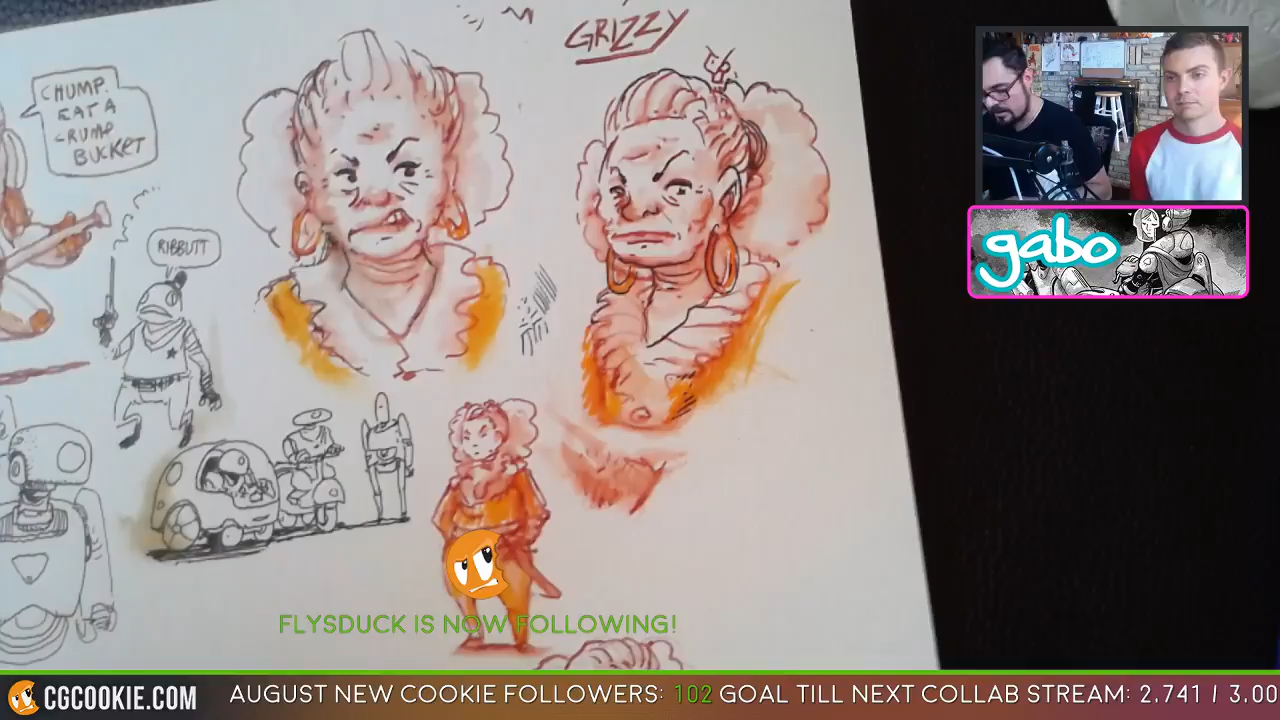 GRIZZY
CHUMP.
EAT A
CRUMP
BUCKET
RIBBUTT
gabo
FLYSDUCK IS NOW FOLLOWING!
CGCOOKIE.COM
AUGUST NEW COOKIE FOLLOWERS: 102 GOAL TILL NEXT COLLAB STREAM: 2,741 / 3,00